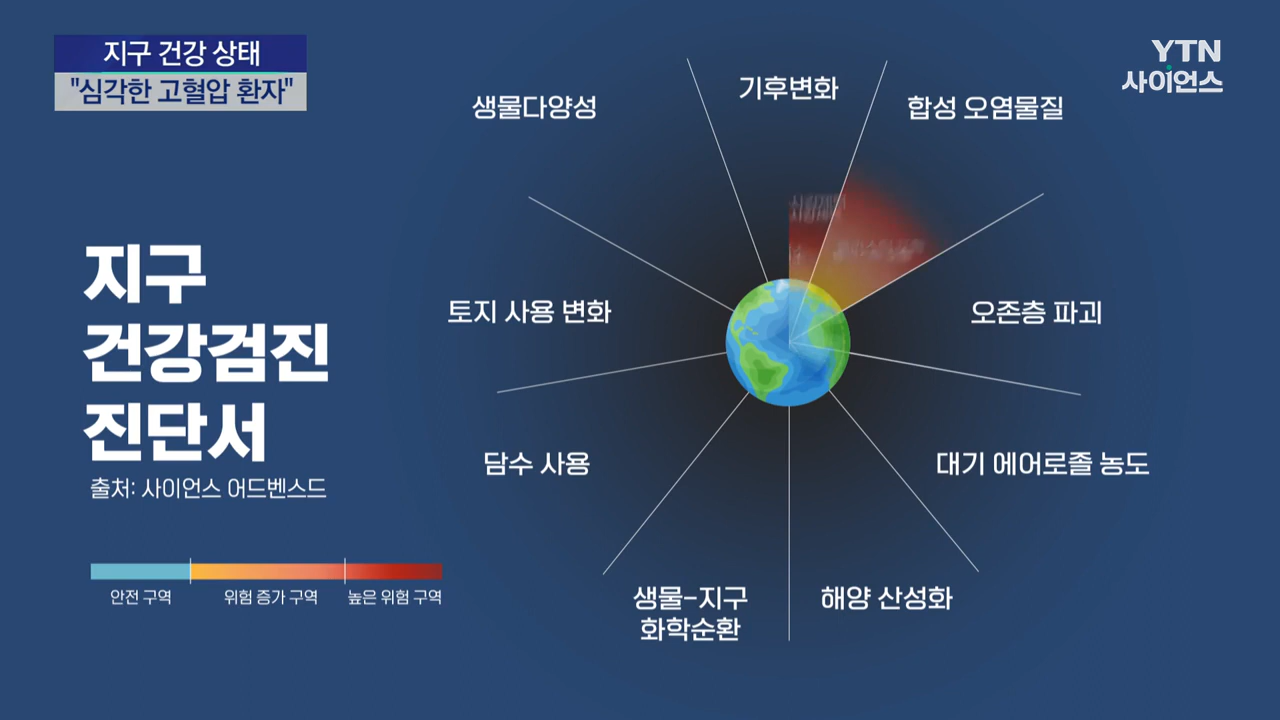 지구 건강 상태
"심각한 고혈압 환자"
YTN
사이언스
지구
건강검진
진단서
출처: 사이언스 어드벤스드
안전 구역
위험 증가 구역
높은 위험 구역
기후변화
합성 오염물질
오존층 파괴
대기 에어로졸 농도
해양 산성화
생물-지구
화학순환
담수 사용
토지 사용 변화
생물다양성